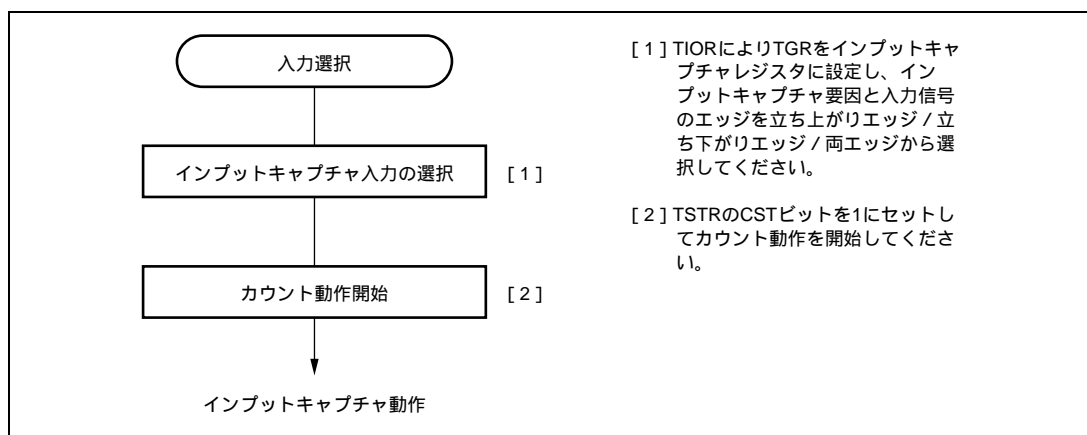 入力選択
インプットキャプチャ入力の選択 [1]
カウント動作開始 [2]
インプットキャプチャ動作
[1]TIORによりTGRをインプットキャ
プチャレジスタに設定し、イン
プットキャプチャ要因と入力信号
のエッジを立ち上がりエッジ/立
ち下がりエッジ/両エッジから選
択してください。
[2]TSTRのCSTビットを1にセットし
てカウント動作を開始してくださ
い。